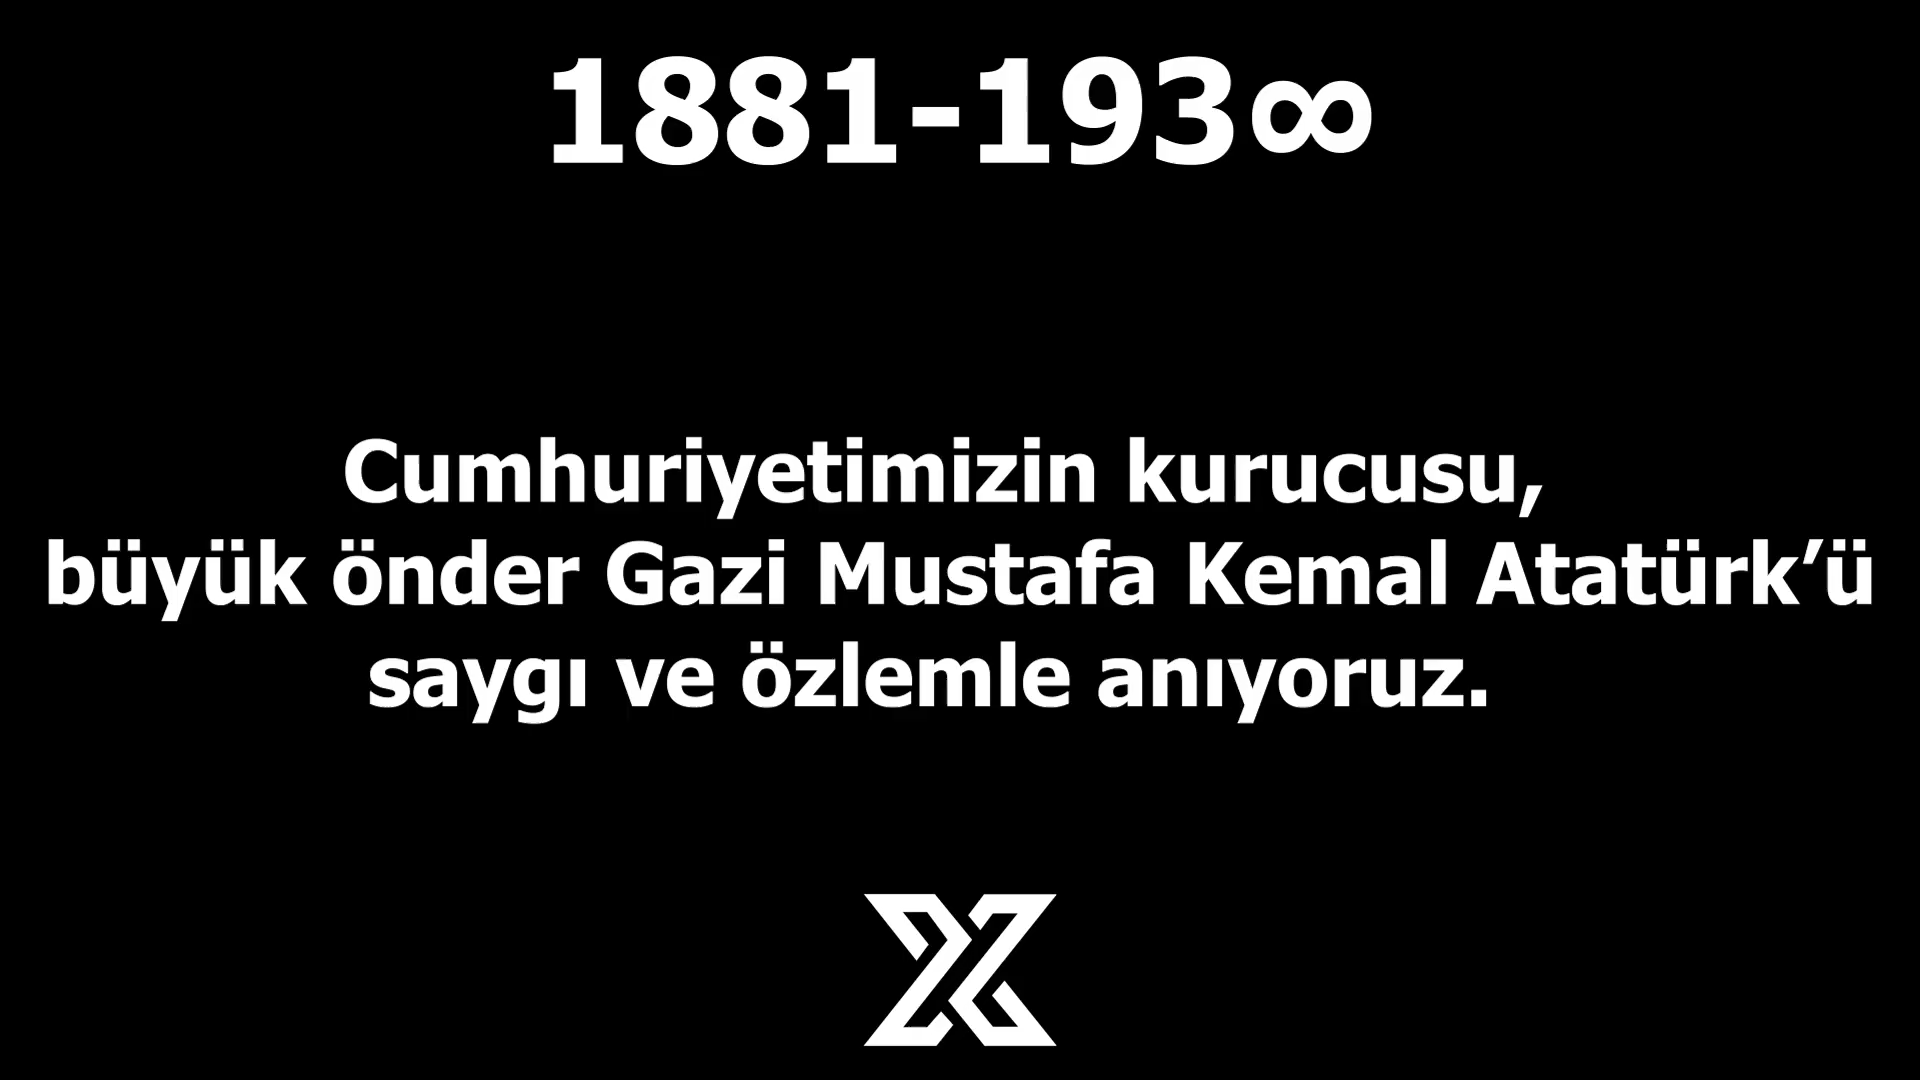 1881-193∞
Cumhuriyetimizin kurucusu,
büyük önder Gazi Mustafa Kemal Atatürk’ü
saygı ve özlemle anıyoruz.